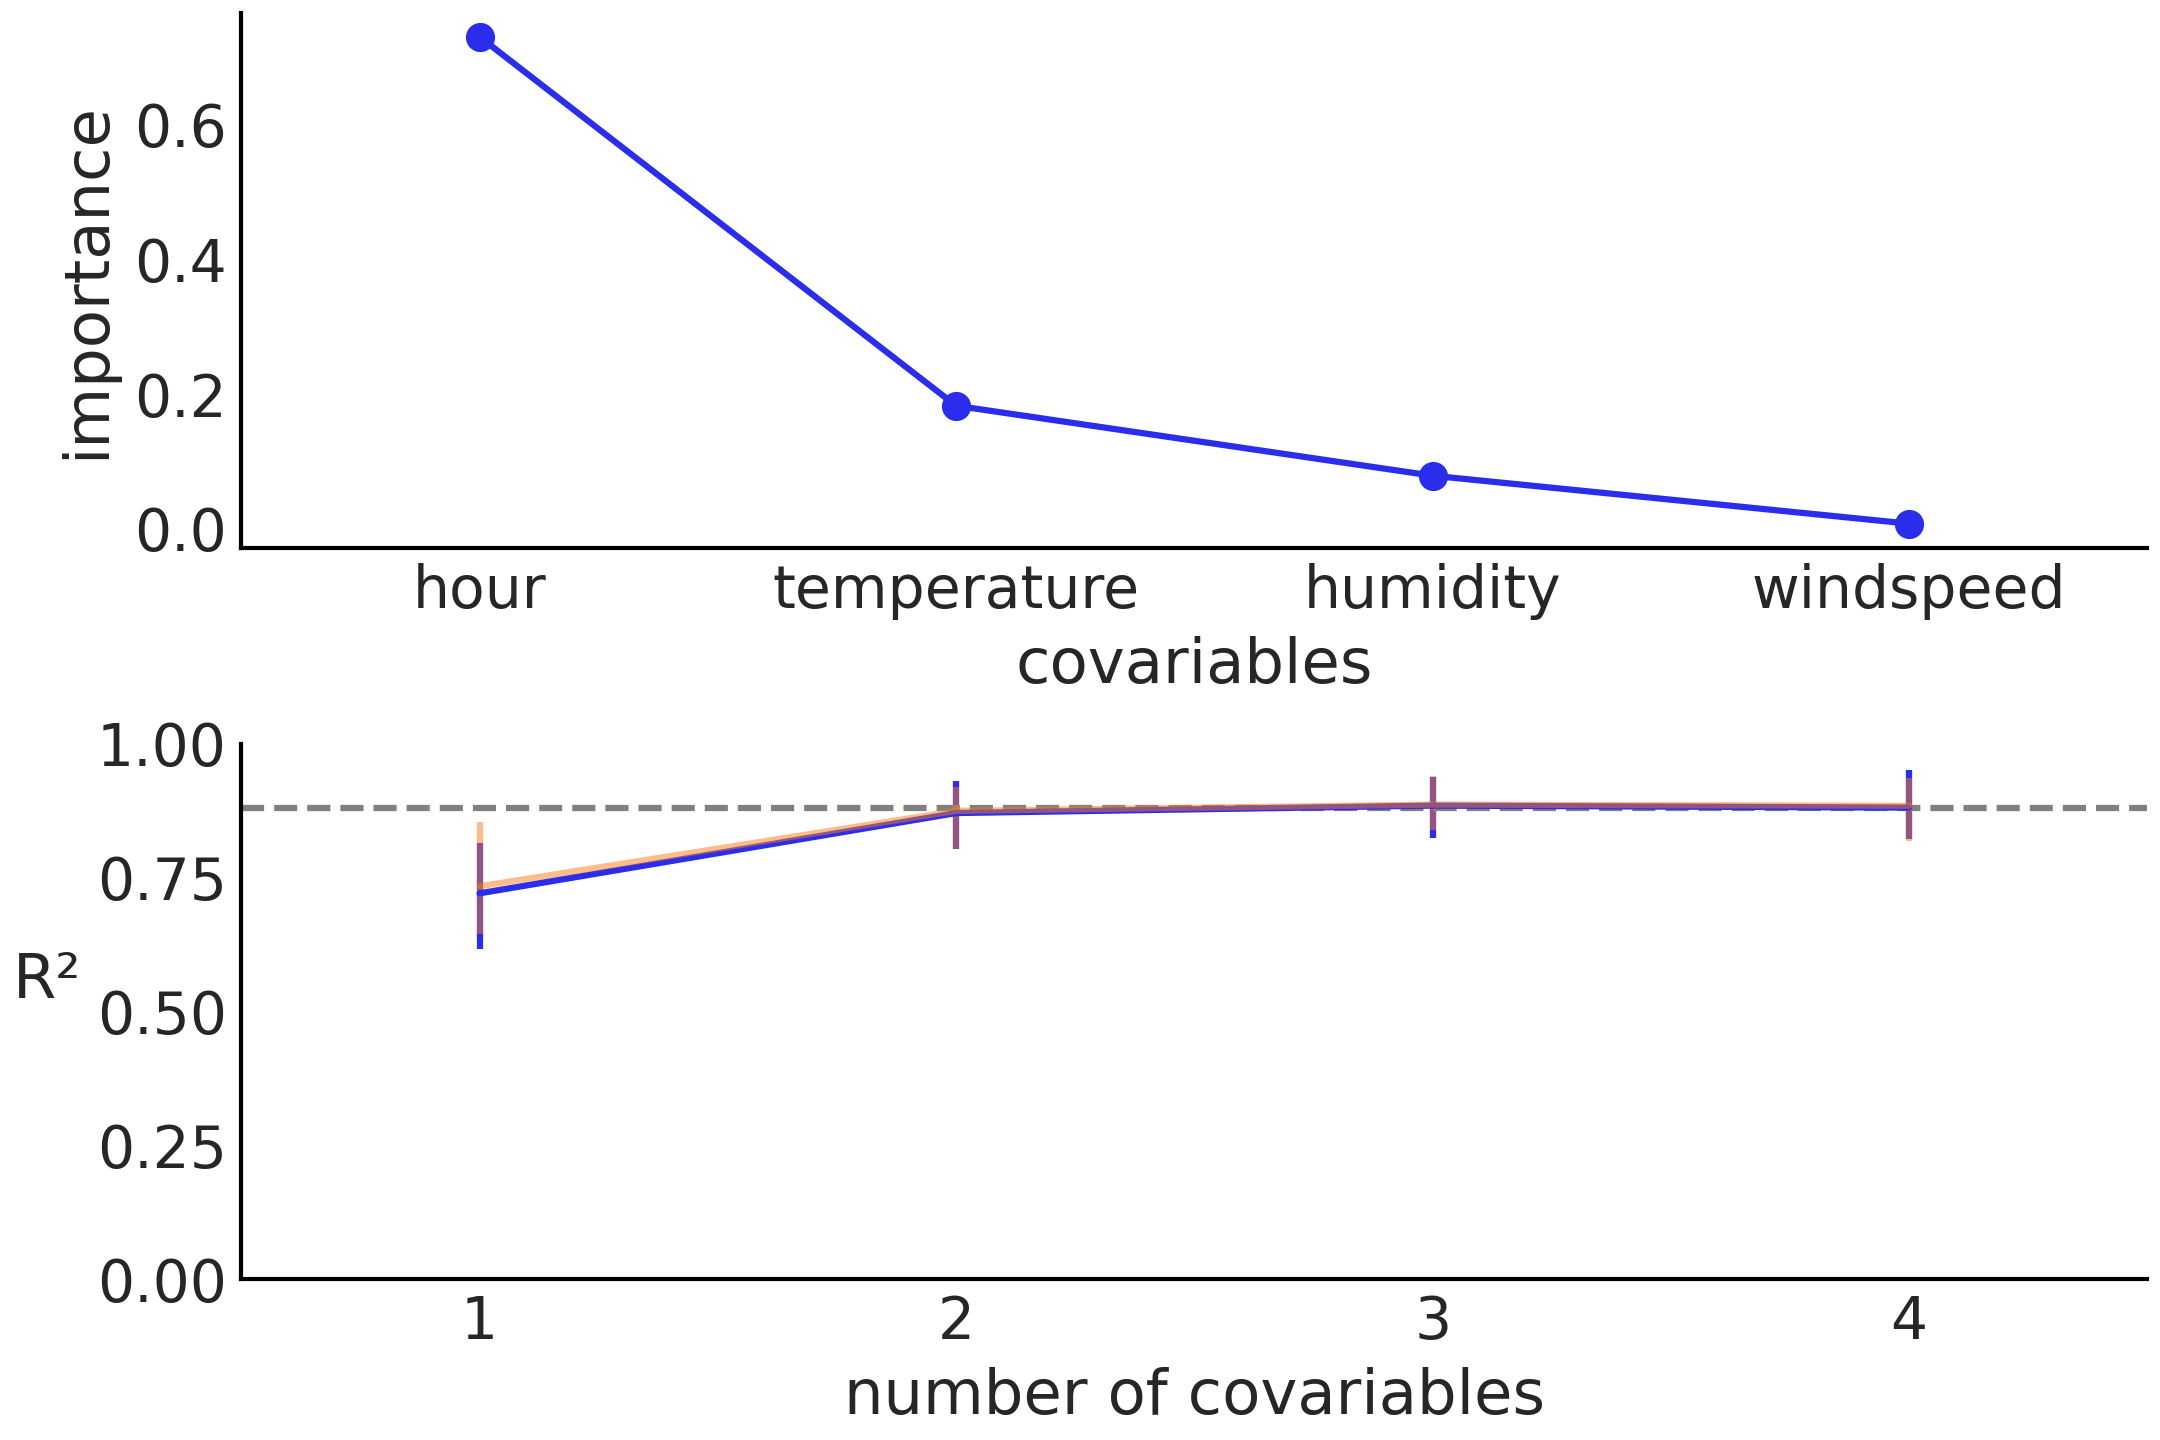 importance
0.6
0.4
0.2
0.0
hour temperature humidity windspeed
covariables
R²
1.00
0.75
0.50
0.25
0.00
1 2 3 4
number of covariables